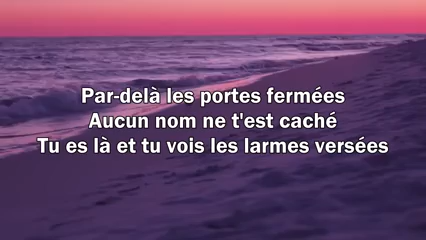 Par-delà les portes fermées
Aucun nom ne t'est caché
Tu es là et tu vois les larmes versées